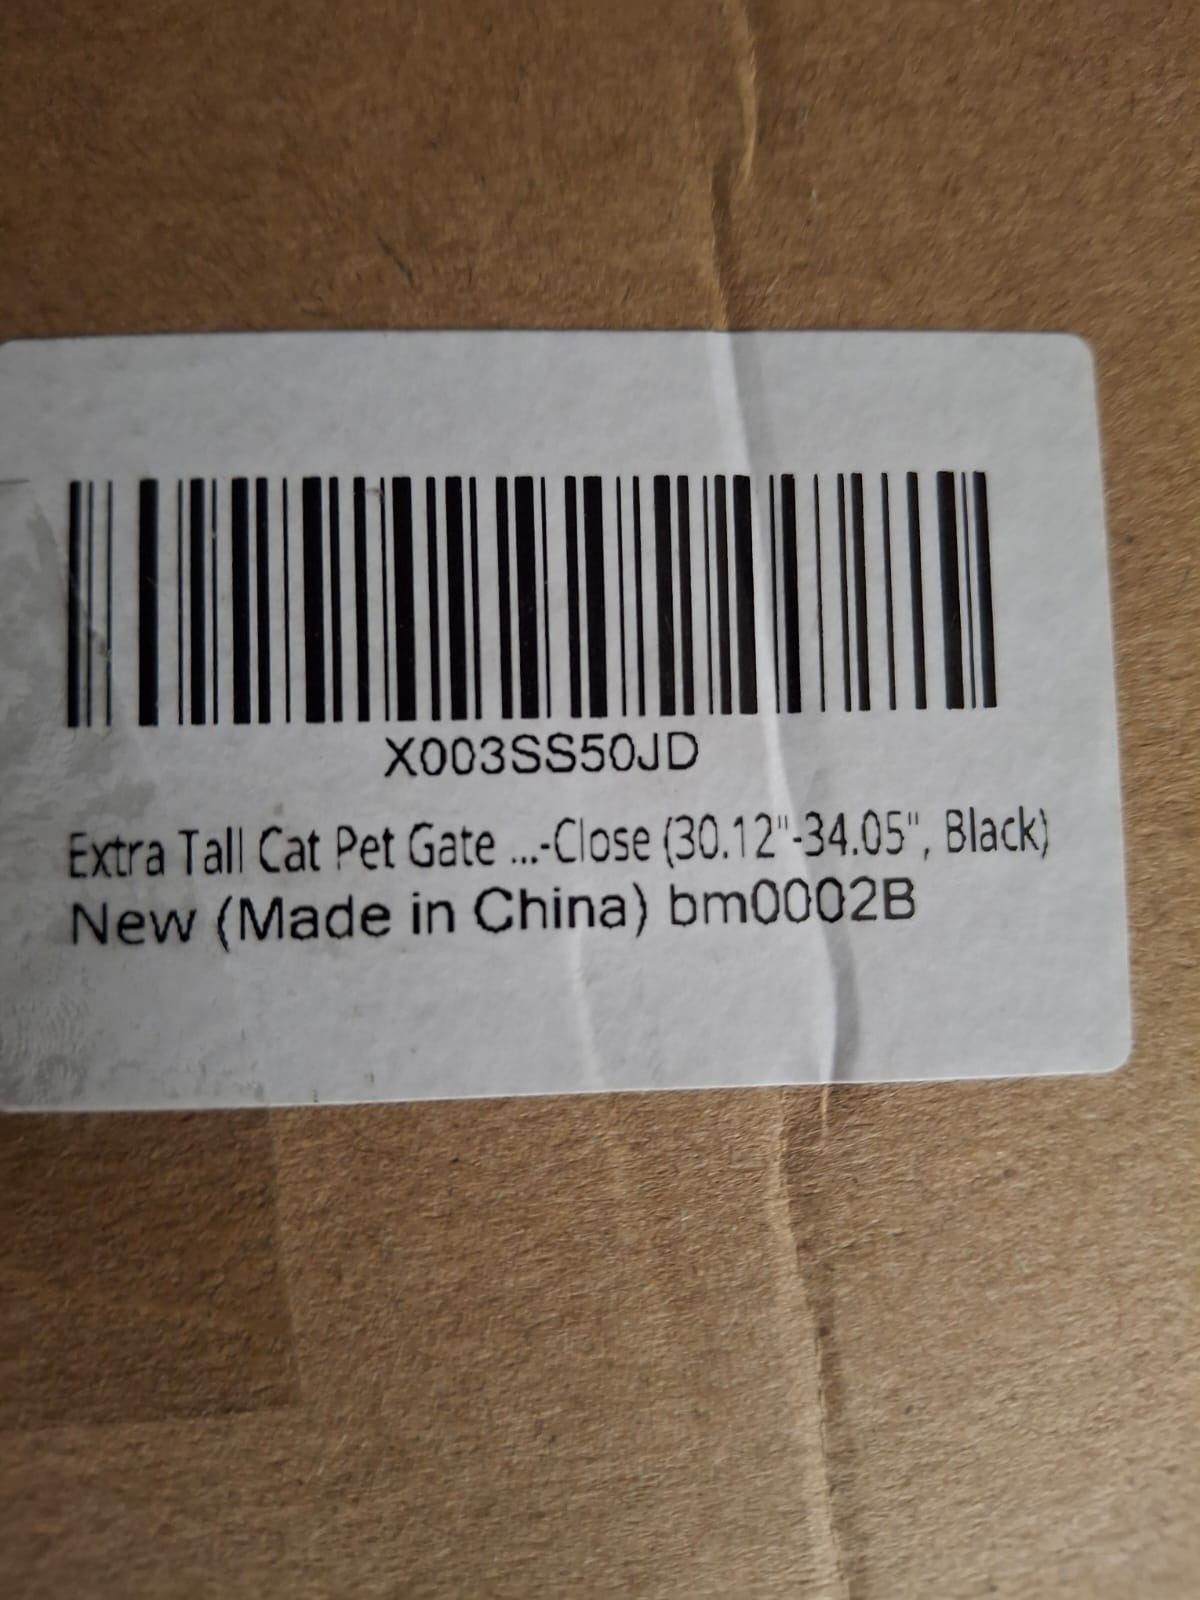 X003SS50JD
Extra Tall Cat Pet Gate ...-Close (30.12"-34.05", Black)
New (Made in China) bm0002B